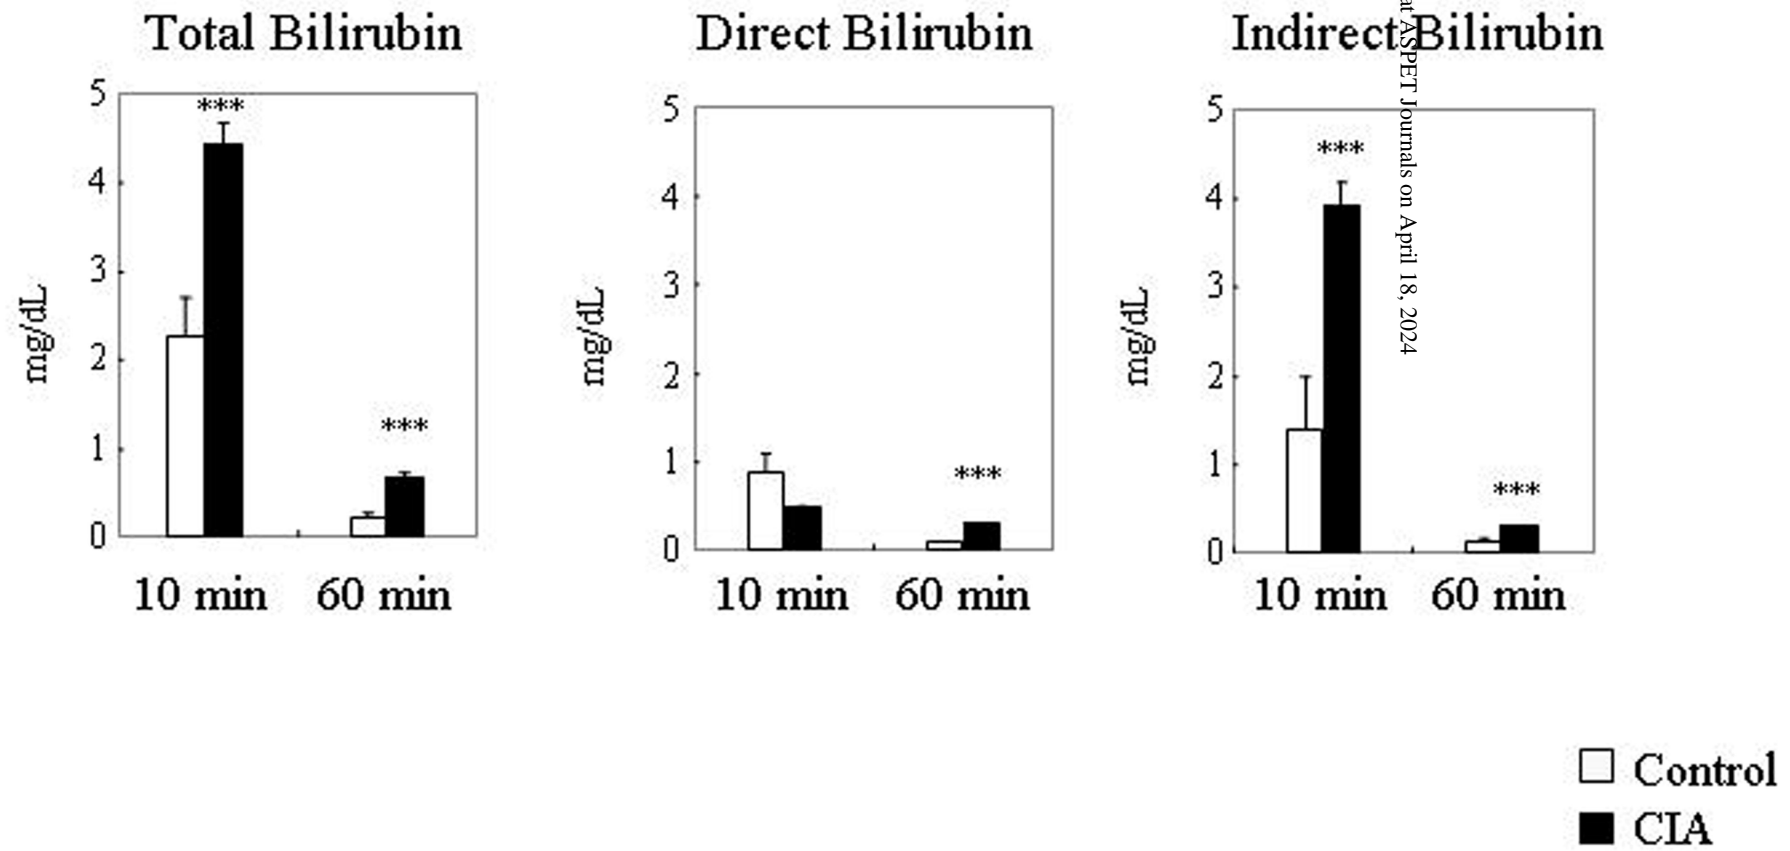 Total Bilirubin
5
4
3
2
1
0
mg/dL
***
***
10 min 60 min
Direct Bilirubin
5
4
3
2
1
0
mg/dL
***
10 min 60 min
Indirect Bilirubin
5
4
3
2
1
0
mg/dL
***
***
10 min 60 min
at ASPET Journals on April 18, 2024
Control
CIA